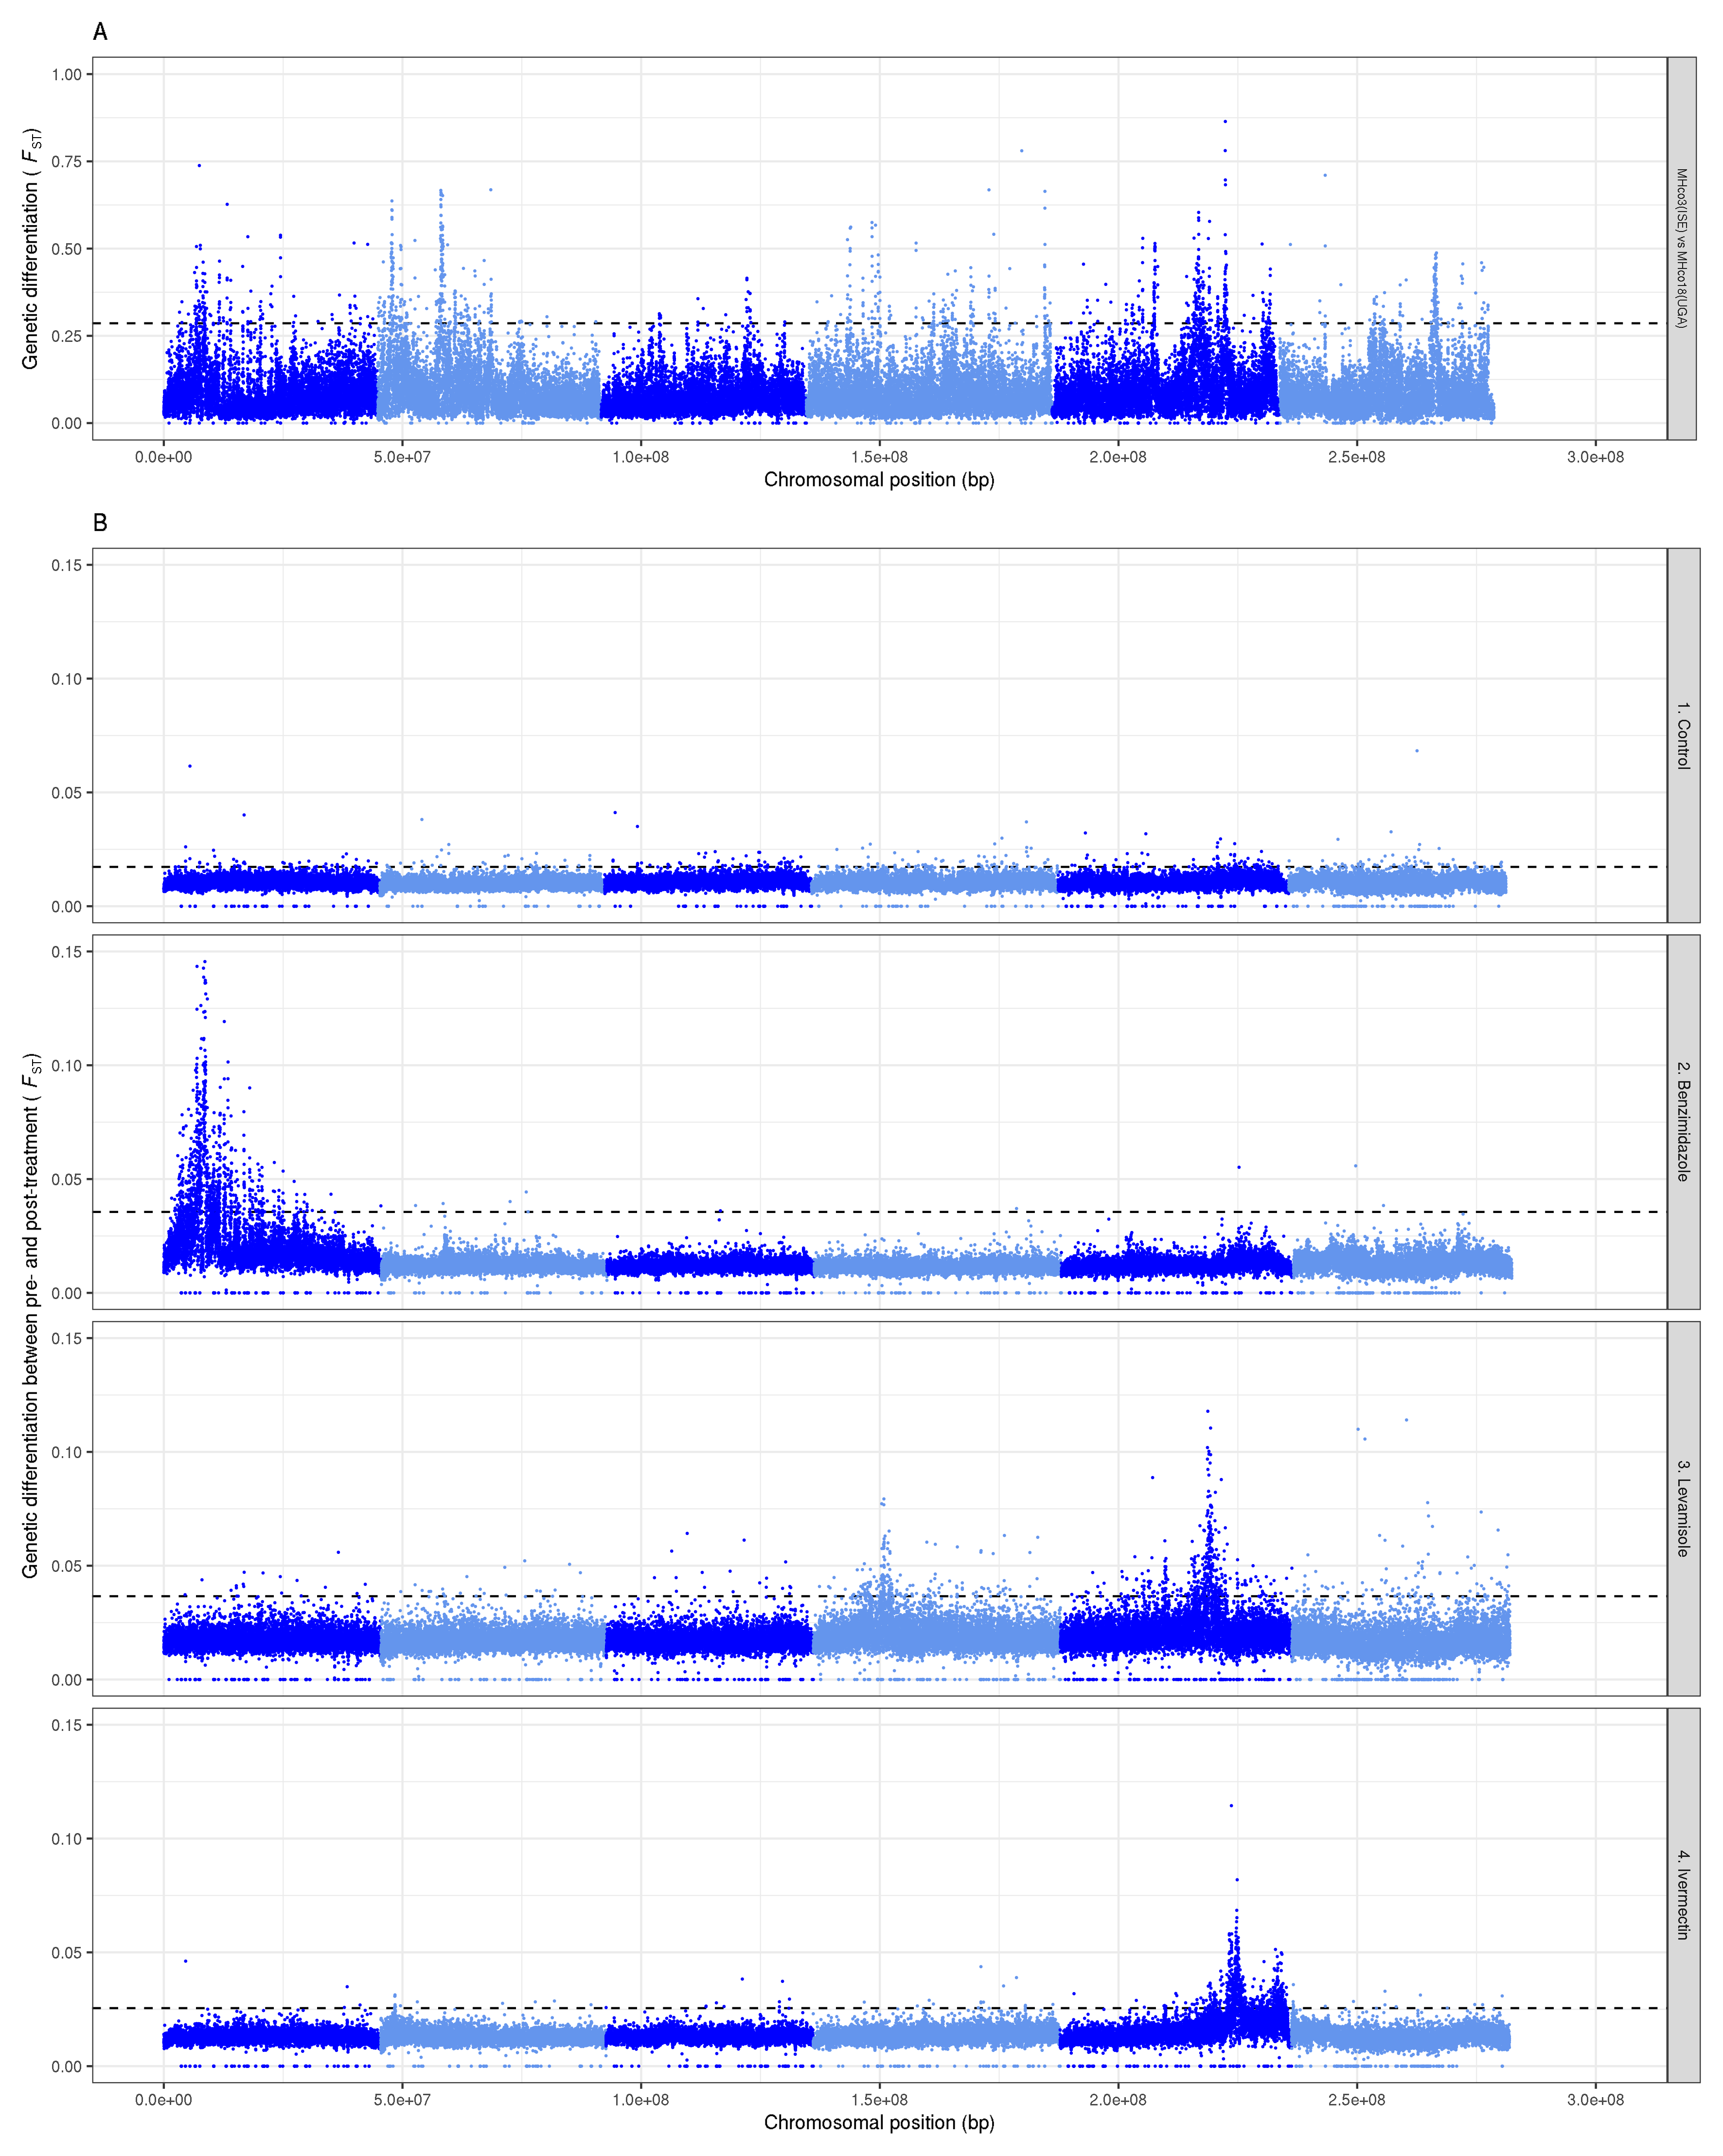 A
1.00
0.75
0.50
0.25
0.00
Genetic differentiation ( FST)
MHco3(ISE) vs MHco18(UGA)
0.0e+00 5.0e+07 1.0e+08 1.5e+08 2.0e+08 2.5e+08 3.0e+08
Chromosomal position (bp)
B
Genetic differentiation between pre- and post-treatment ( FST)
0.15
0.10
0.05
0.00
1. Control
0.15
0.10
0.05
0.00
2. Benzimidazole
0.15
0.10
0.05
0.00
3. Levamisole
0.15
0.10
0.05
0.00
4. Ivermectin
0.0e+00 5.0e+07 1.0e+08 1.5e+08 2.0e+08 2.5e+08 3.0e+08
Chromosomal position (bp)